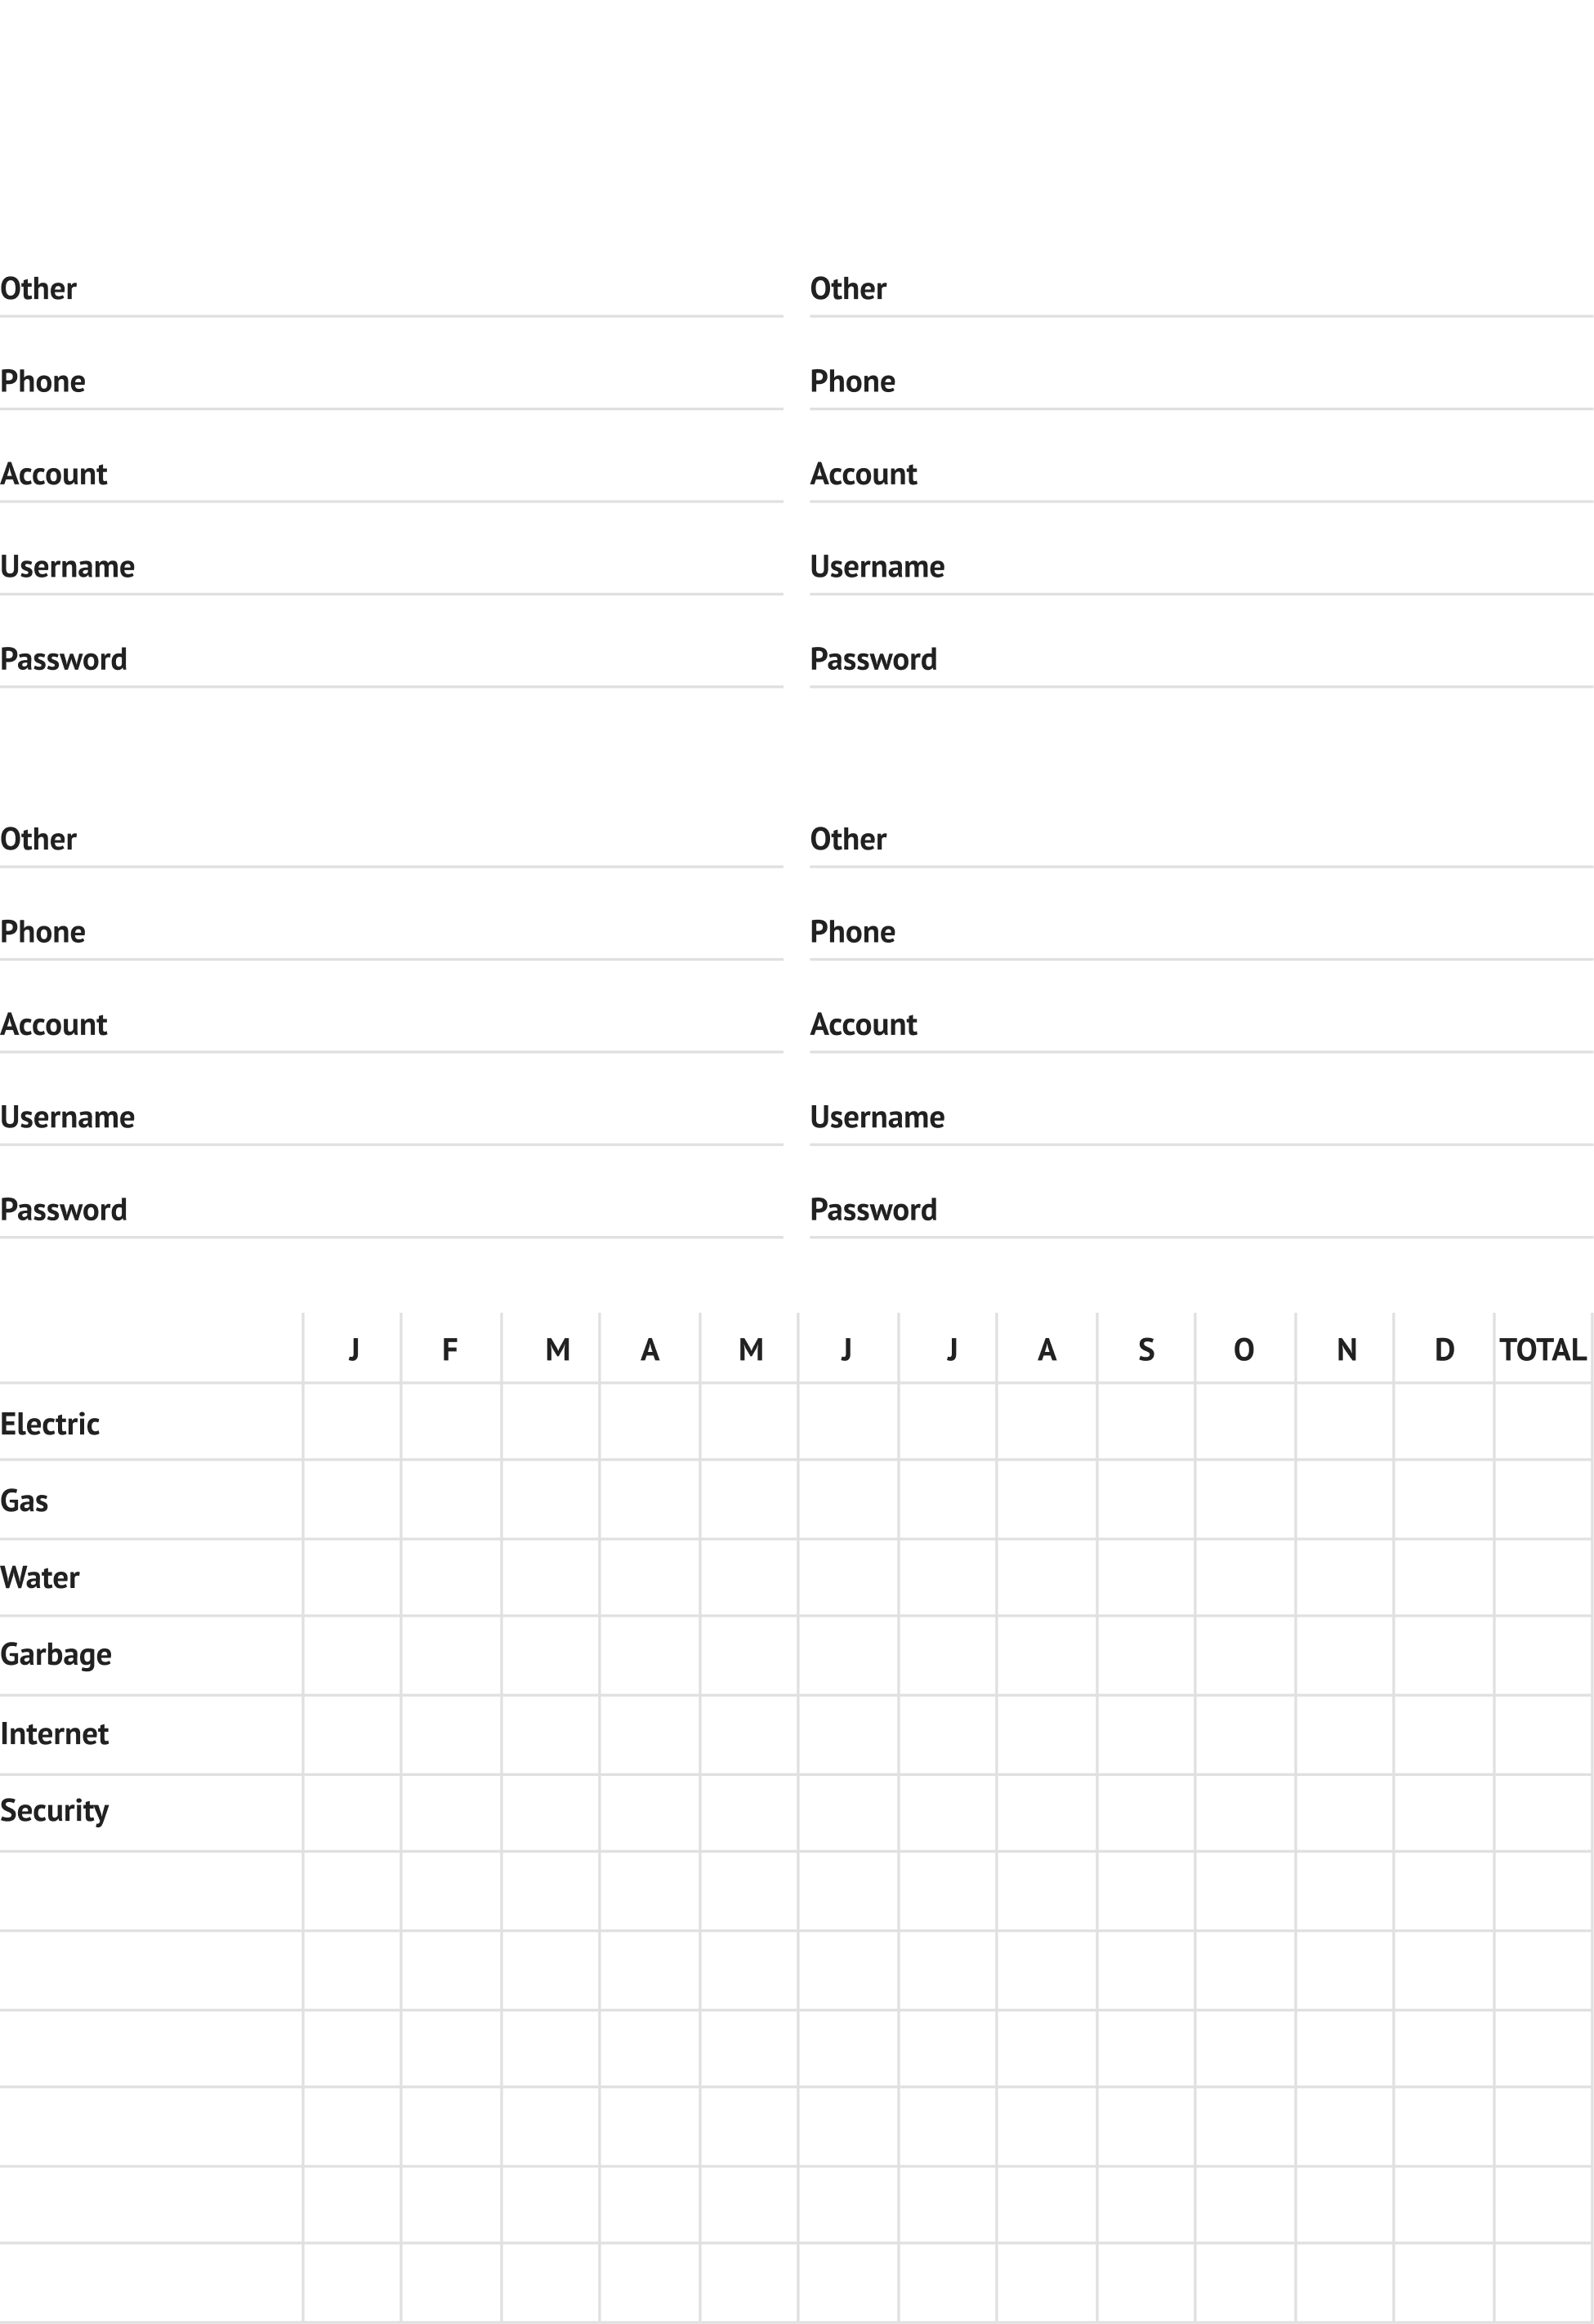 Other Other
Phone Phone
Account Account
Username Username
Password Password
Other Other
Phone Phone
Account Account
Username Username
Password Password
J F M A M J J A S O N D TOTAL
Electric
Gas
Water
Garbage
Internet
Security